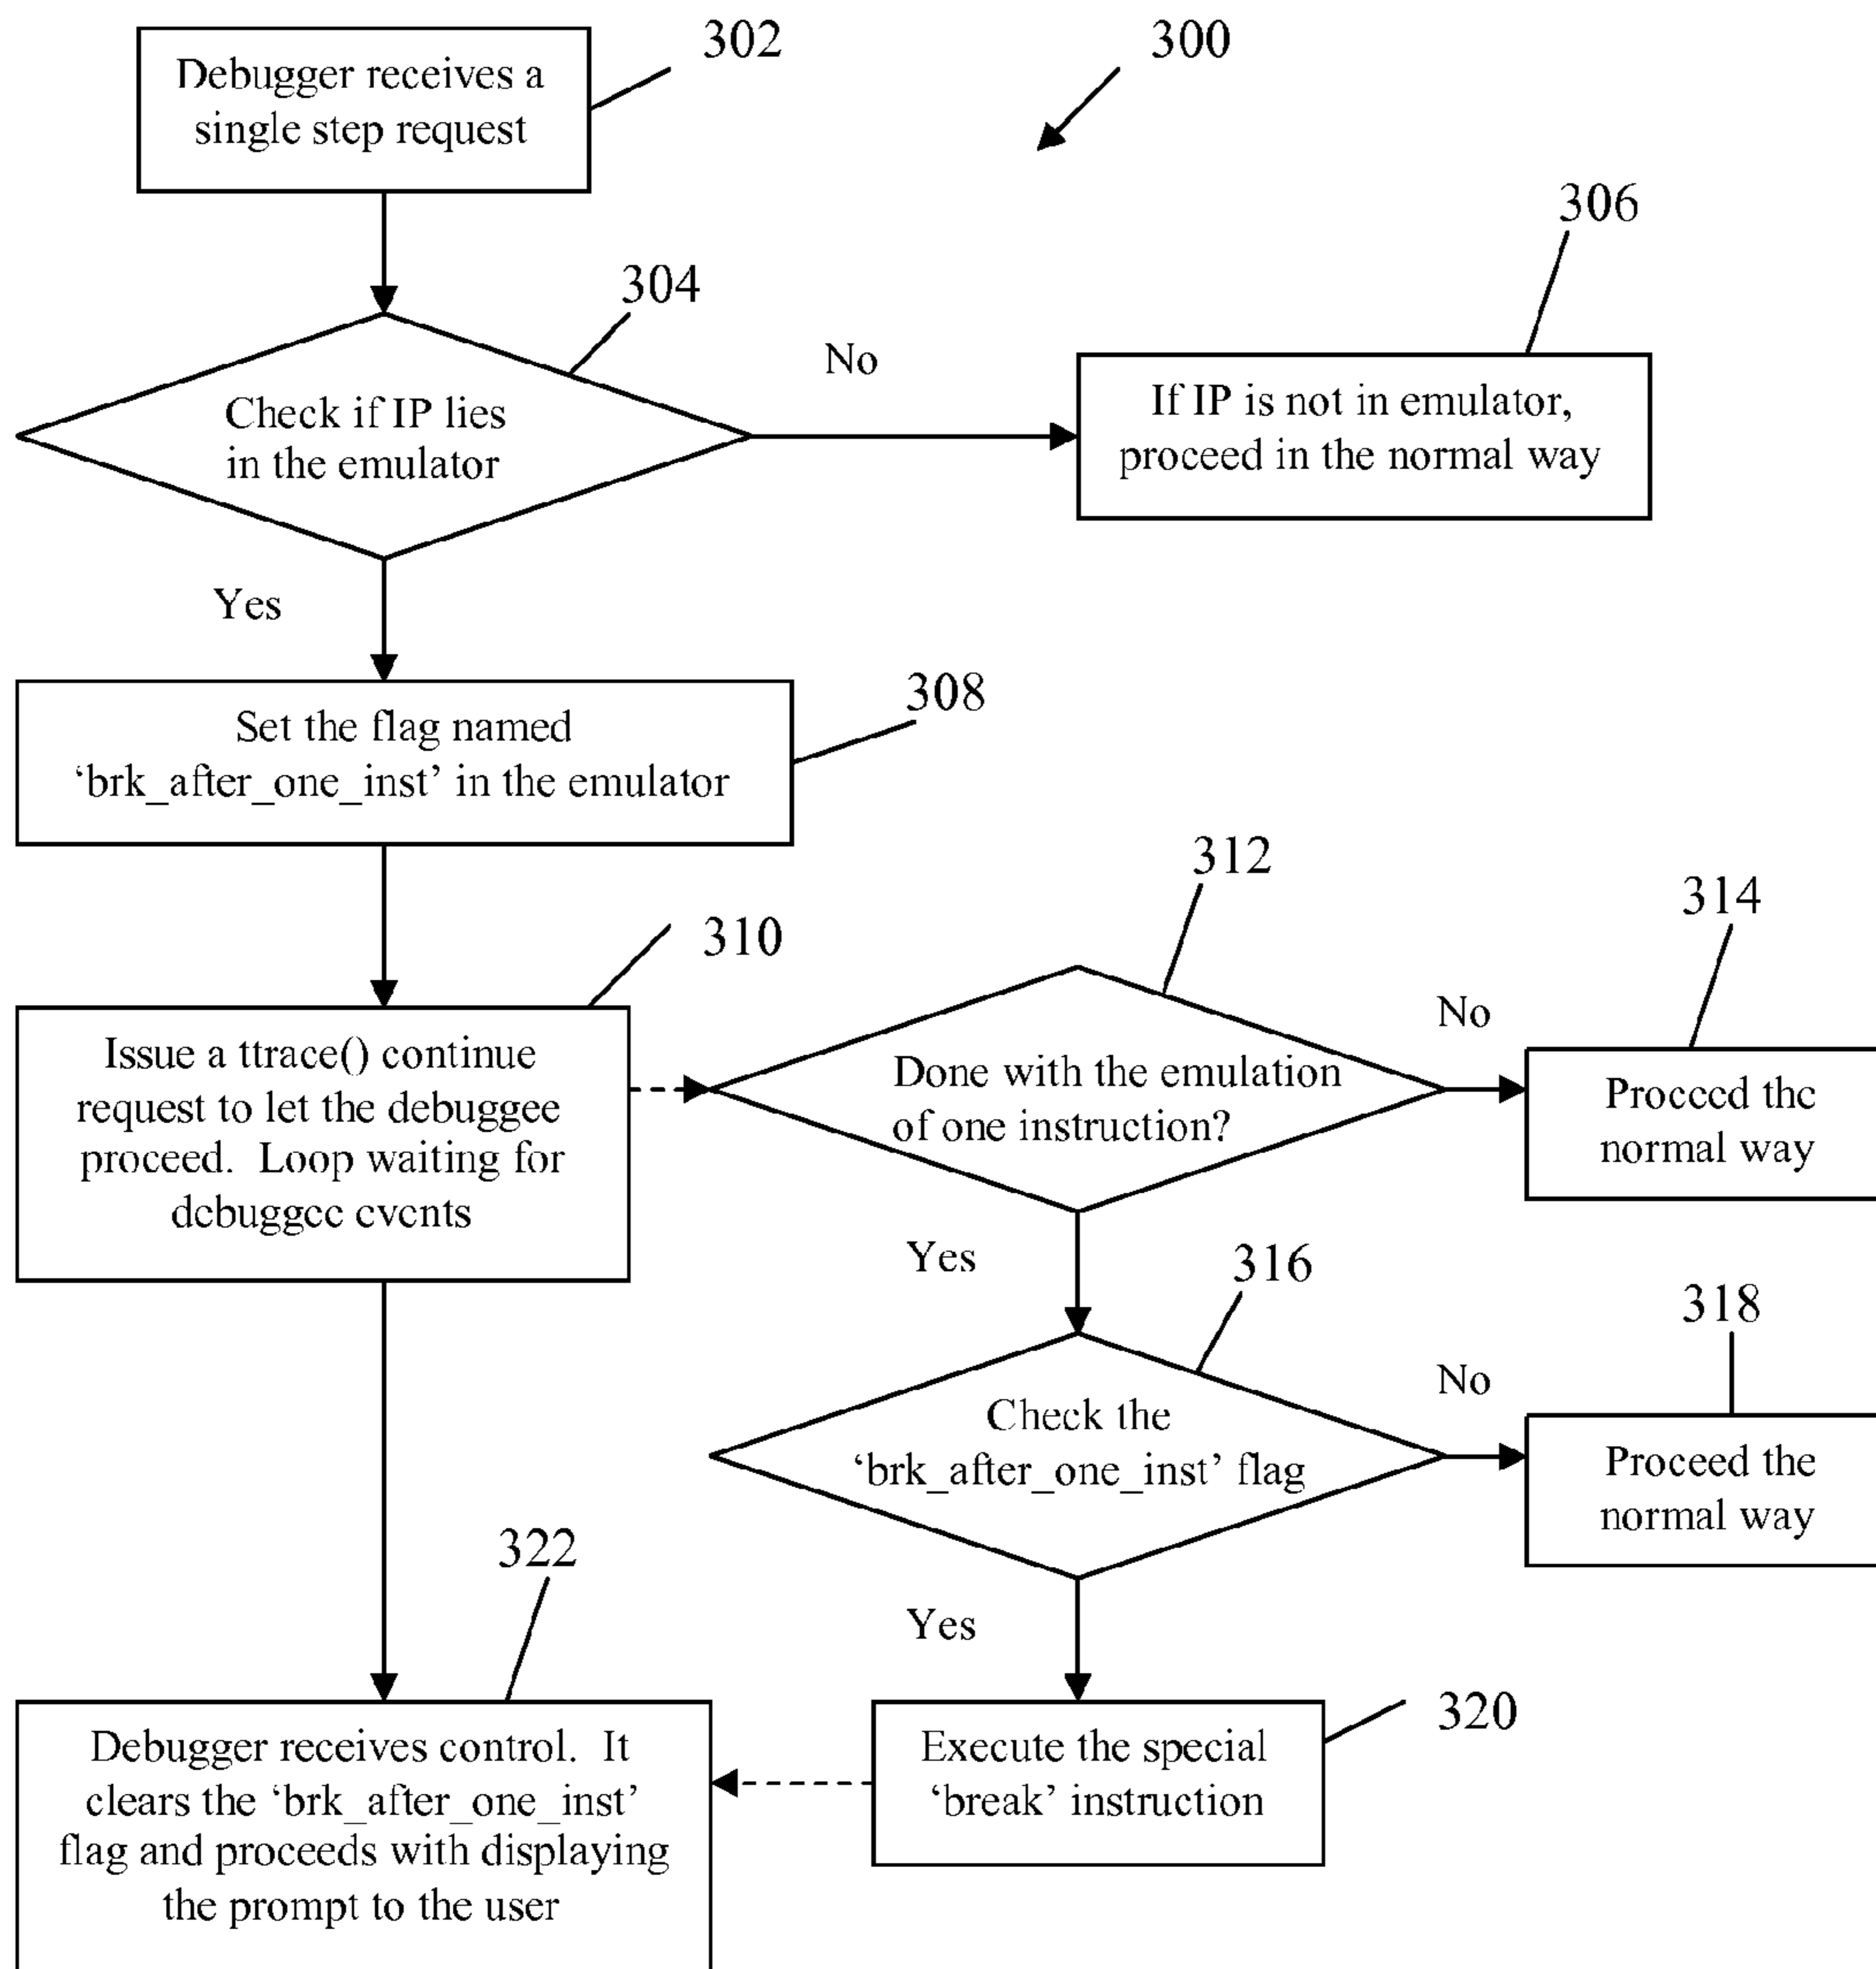 302
300
Debugger receives a
single step request
306
304
No
Check if IP lies
in the emulator
If IP is not in emulator,
proceed in the normal way
Yes
308
Set the flag named
‘brk_after_one_inst’ in the emulator
312
314
310
No
Issue a ttrace() continue
request to let the debuggee
proceed. Loop waiting for
debuggee events
Done with the emulation
of one instruction?
Proceed the
normal way
Yes
316
318
No
Check the
‘brk_after_one_inst’ flag
Proceed the
normal way
322
Yes
320
Debugger receives control. It
clears the ‘brk_after_one_inst’
flag and proceeds with displaying
the prompt to the user
Execute the special
‘break’ instruction